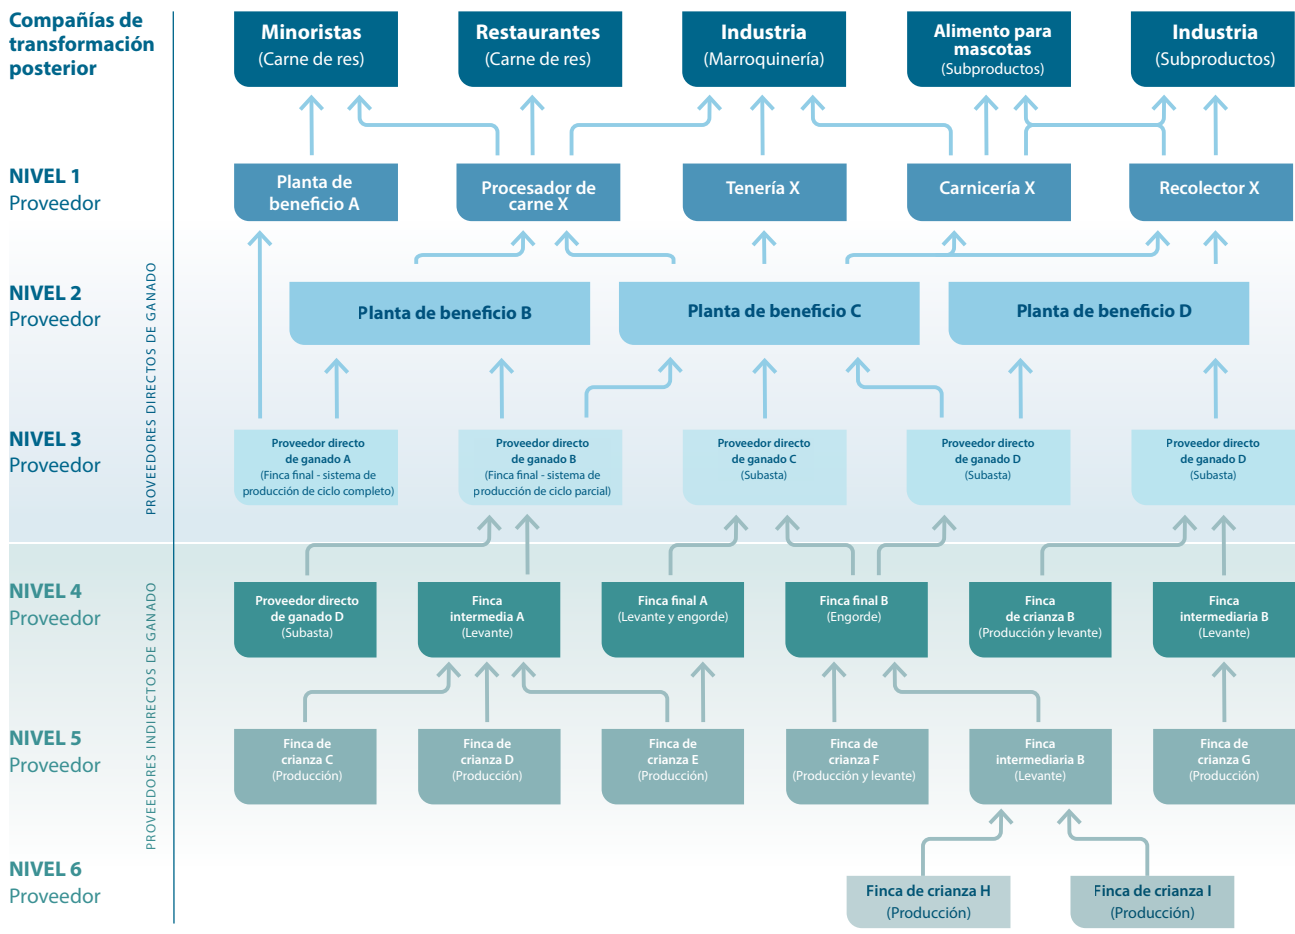 Compañías de
transformación
posterior
Minoristas
(Carne de res)
Restaurantes
(Carne de res)
Industria
(Marroquinería)
Alimento para
mascotas
(Subproductos)
Industria
(Subproductos)
NIVEL 1
Proveedor
Planta de
beneficio A
Procesador de
carne X
Tenería X
Carnicería X
Recolector X
PROVEEDORES DIRECTOS DE GANADO
NIVEL 2
Proveedor
Planta de beneficio B
Planta de beneficio C
Planta de beneficio D
NIVEL 3
Proveedor
Proveedor directo
de ganado A
(Finca final - sistema de
producción de ciclo completo)
Proveedor directo
de ganado B
(Finca final - sistema de
producción de ciclo parcial)
Proveedor directo
de ganado C
(Subasta)
Proveedor directo
de ganado D
(Subasta)
Proveedor directo
de ganado D
(Subasta)
PROVEEDORES INDIRECTOS DE GANADO
NIVEL 4
Proveedor
Proveedor directo
de ganado D
(Subasta)
Finca
intermedia A
(Levante)
Finca final A
(Levante y engorde)
Finca final B
(Engorde)
Finca
de crianza B
(Producción y levante)
Finca
intermediaria B
(Levante)
NIVEL 5
Proveedor
Finca de
crianza C
(Producción)
Finca de
crianza D
(Producción)
Finca de
crianza E
(Producción)
Finca de
crianza F
(Producción y levante)
Finca
intermediaria B
(Levante)
Finca de
crianza G
(Producción)
NIVEL 6
Proveedor
Finca de crianza H
(Producción)
Finca de crianza I
(Producción)